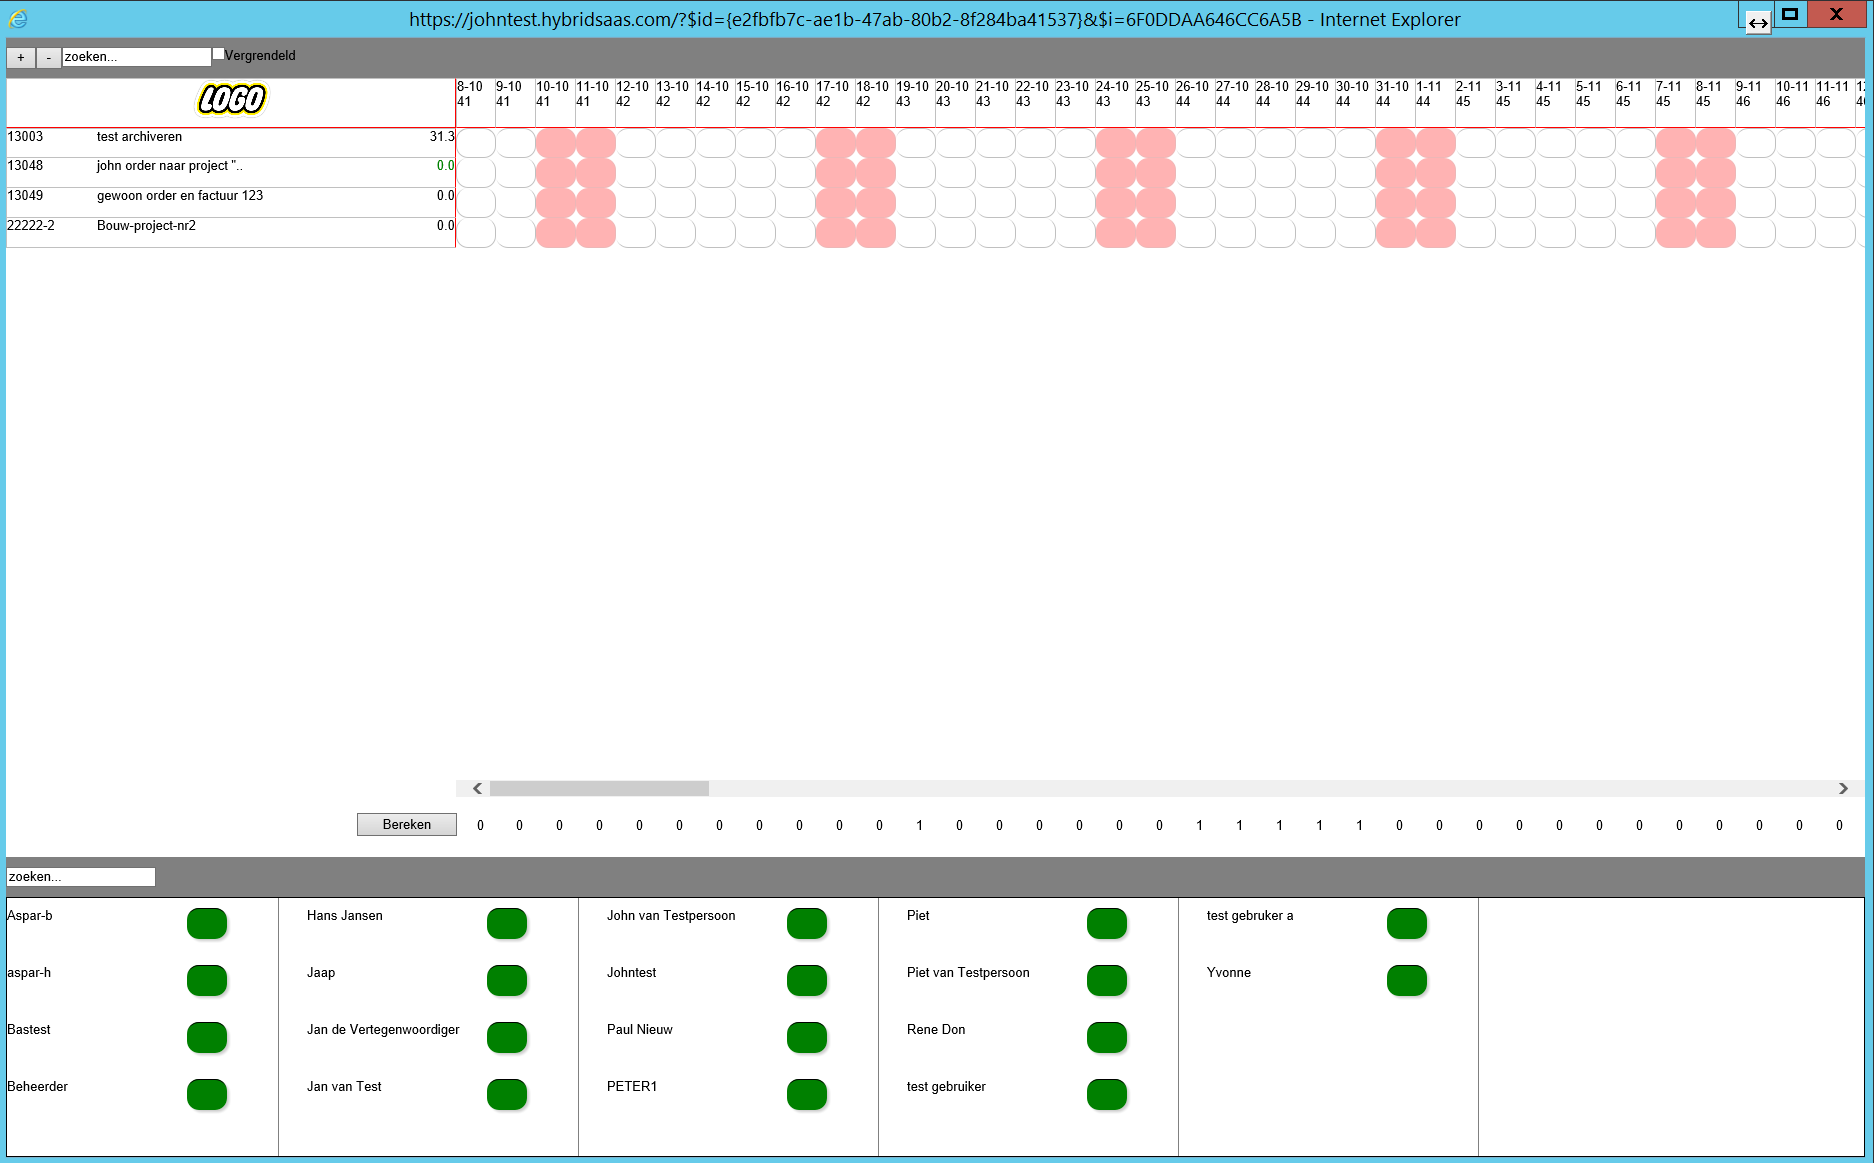 https://johntest.hybridsaas.com/?$id={e2fbfb7c-ae1b-47ab-80b2-8f284ba41537}&$i=6F0DDAA646CC6A5B - Internet Explorer
+ - zoeken... Vergrendeld
LOGO
8-10 9-10 10-10 11-10 12-10 13-10 14-10 15-10 16-10 17-10 18-10 19-10 20-10 21-10 22-10 23-10 24-10 25-10 26-10 27-10 28-10 29-10 30-10 31-10 1-11 2-11 3-11 4-11 5-11 6-11 7-11 8-11 9-11 10-11 11-11
41 41 41 41 42 42 42 42 42 42 42 43 43 43 43 43 43 43 44 44 44 44 44 44 44 45 45 45 45 45 45 45 46 46 46
13003 test archiveren 31.3
13048 john order naar project ".. 0.0
13049 gewoon order en factuur 123 0.0
22222-2 Bouw-project-nr2 0.0
Bereken 0 0 0 0 0 0 0 0 0 0 0 1 0 0 0 0 0 0 1 1 1 1 1 0 0 0 0 0 0 0 0 0 0 0 0
zoeken...
Aspar-b Hans Jansen John van Testpersoon Piet test gebruker a
aspar-h Jaap Johntest Piet van Testpersoon Yvonne
Bastest Jan de Vertegenwoordiger Paul Nieuw Rene Don
Beheerder Jan van Test PETER1 test gebruiker